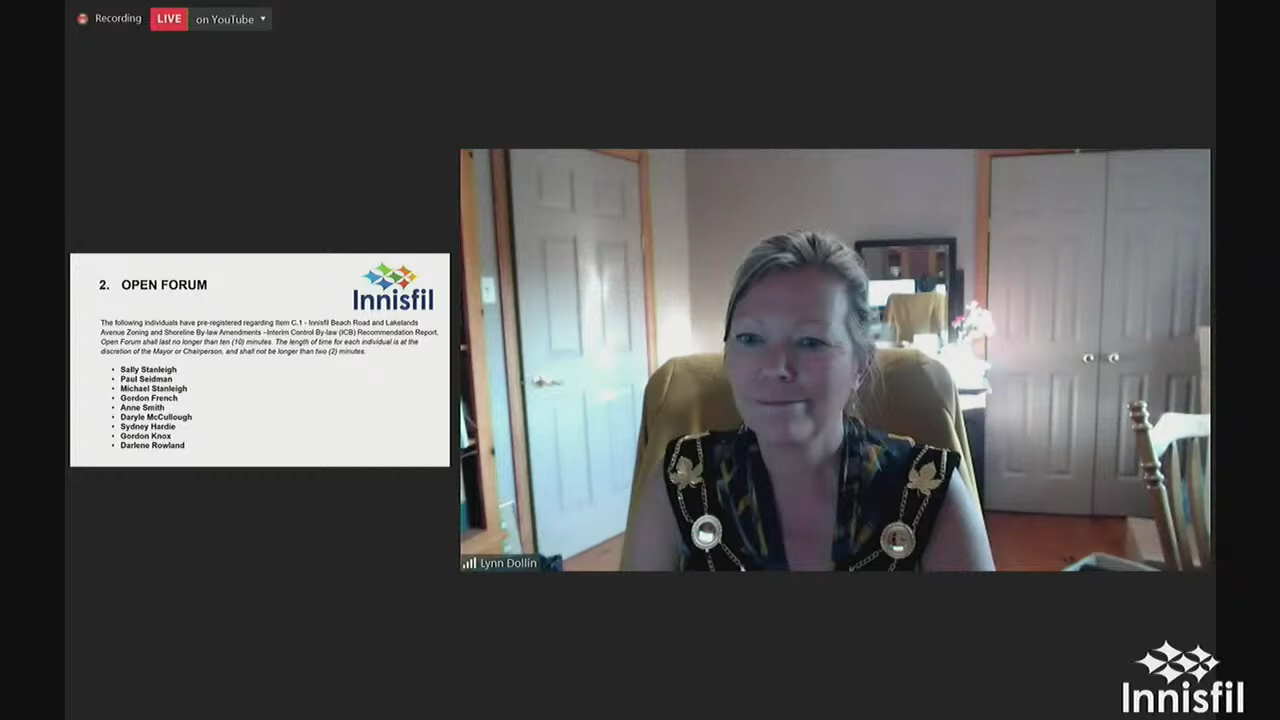 Recording
LIVE on YouTube
2. OPEN FORUM
Innisfil
The following individuals have pre-registered regarding Item C.1 - Innisfil Beach Road and Lakelands
Avenue Zoning and Shoreline By-law Amendments –Interim Control By-law (ICB) Recommendation Report.
Open Forum shall last no longer than ten (10) minutes. The length of time for each individual is at the
discretion of the Mayor or Chairperson, and shall not be longer than two (2) minutes.
• Sally Stanleigh
• Paul Seidman
• Michael Stanleigh
• Gordon French
• Anne Smith
• Daryle McCullough
• Sydney Hardie
• Gordon Knox
• Darlene Rowland
Lynn Dollin
Innisfil